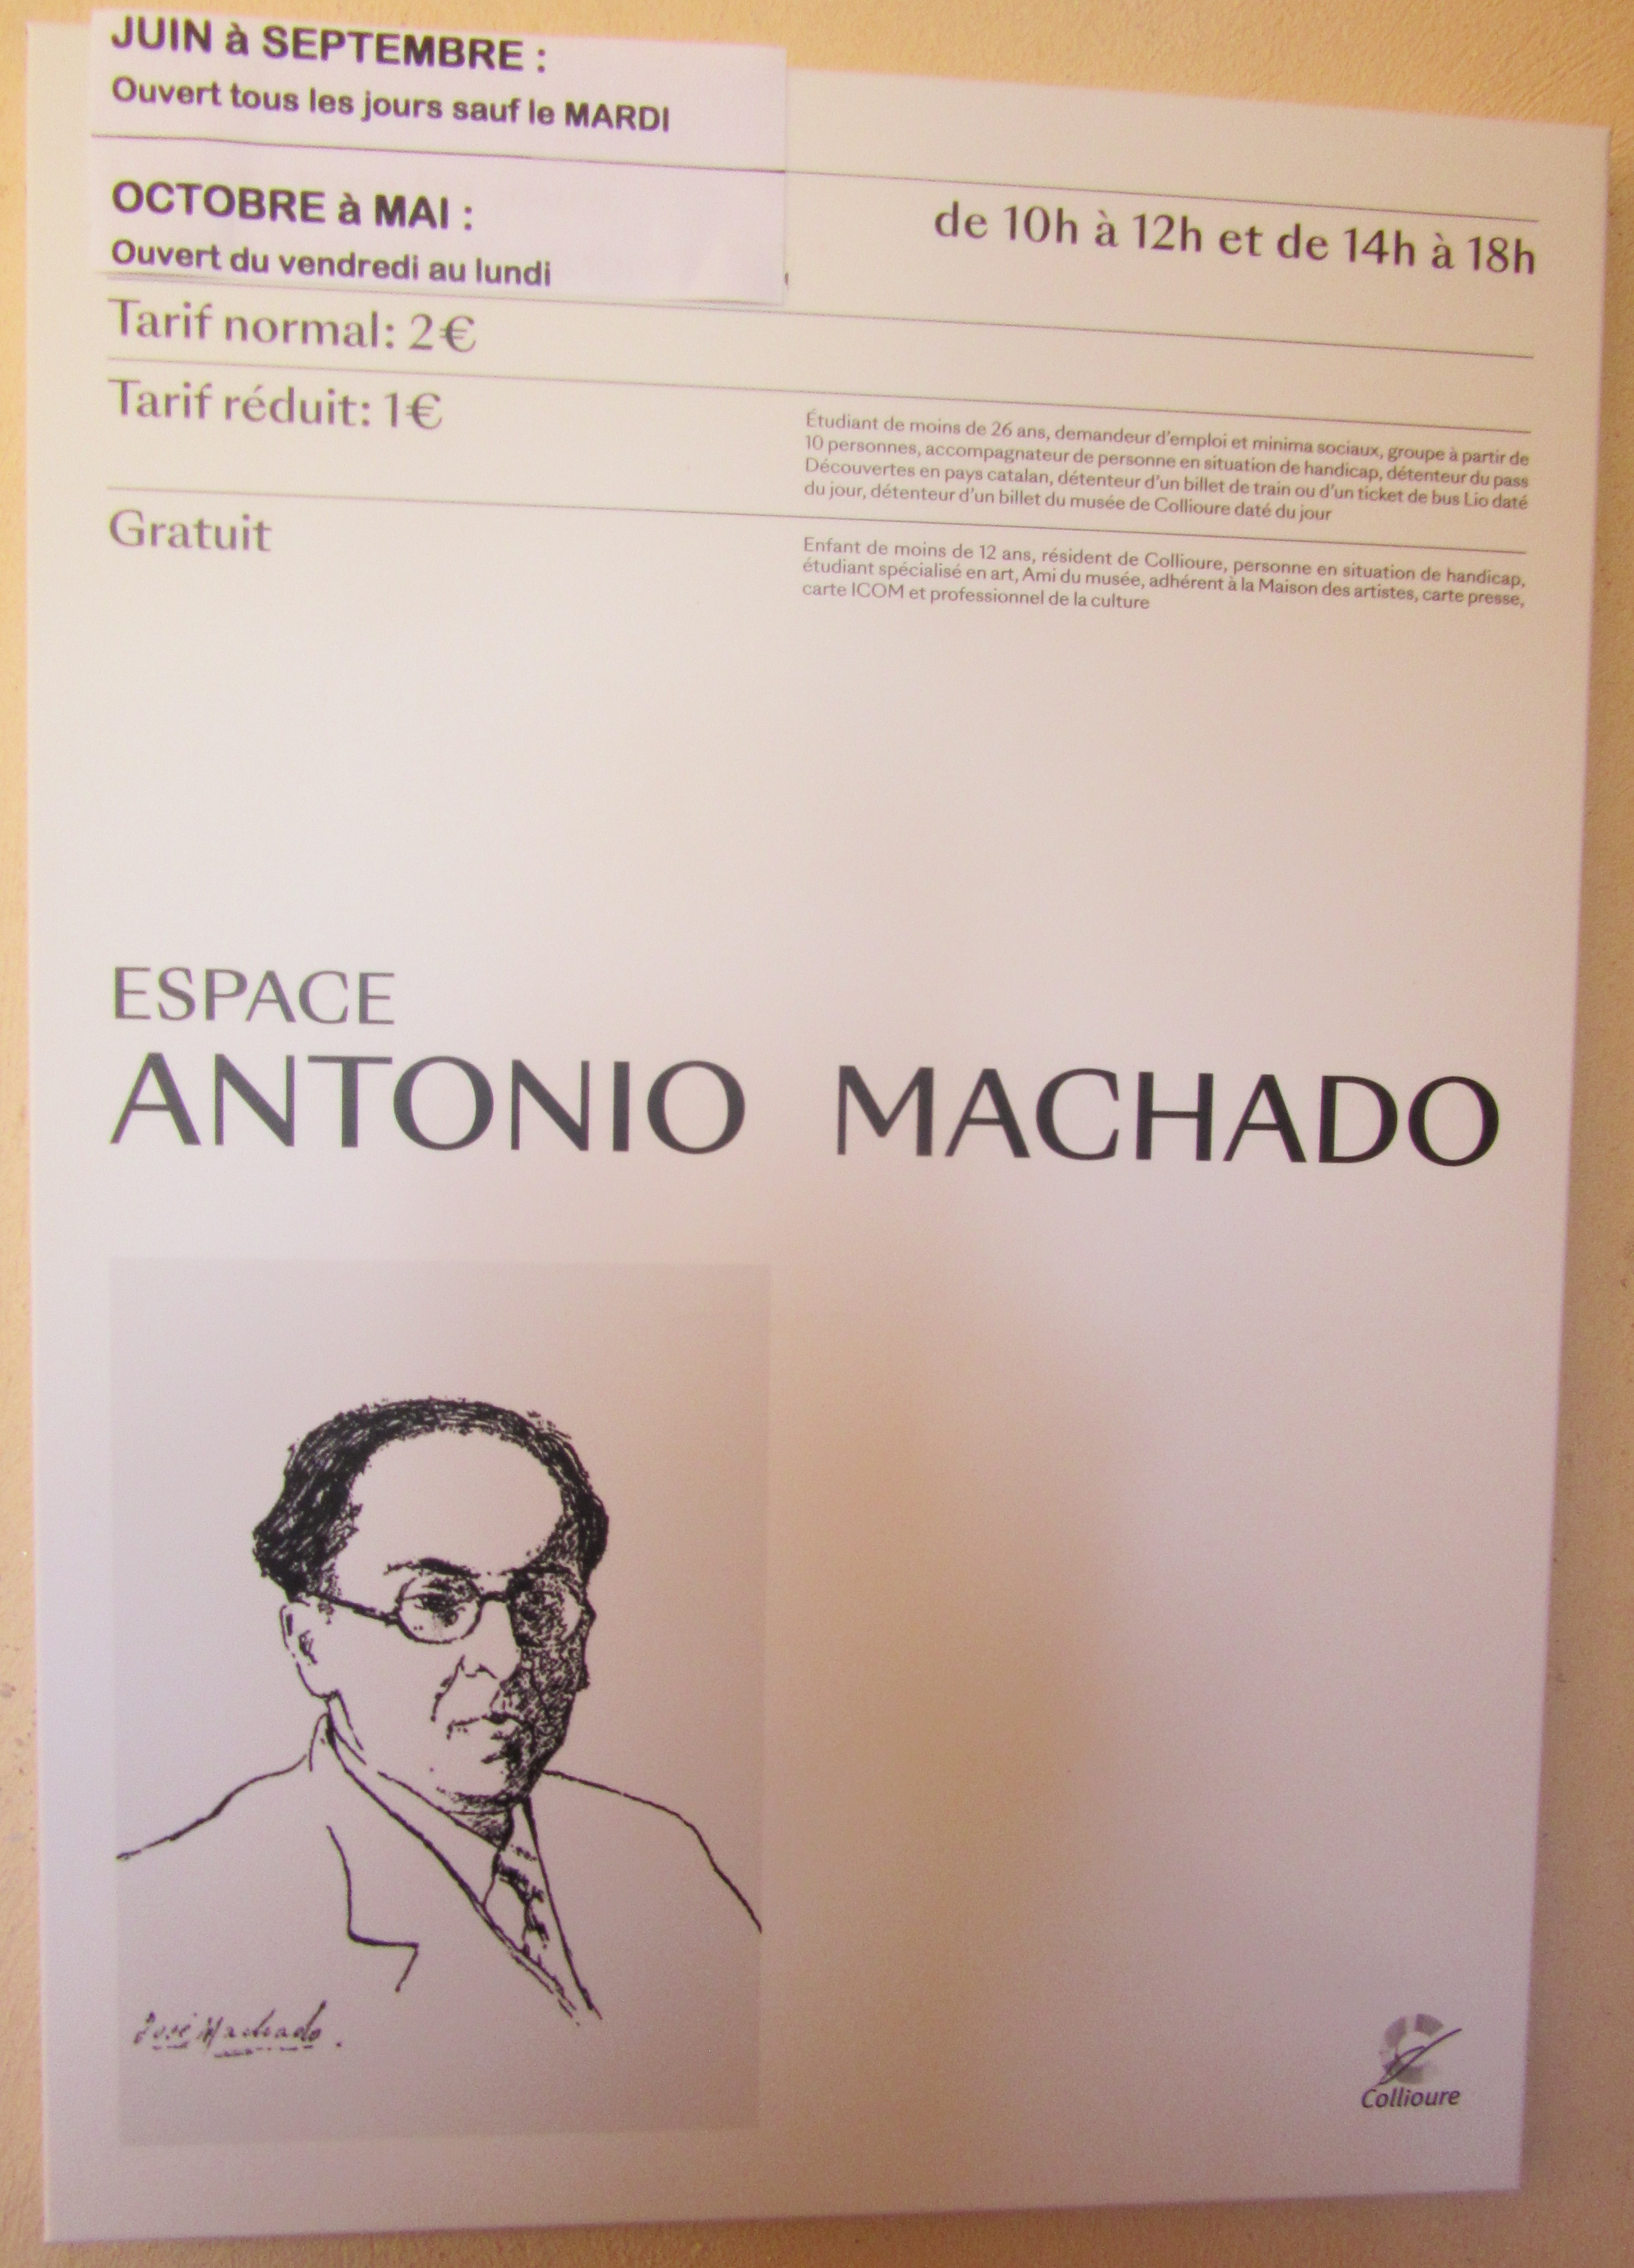 JUIN à SEPTEMBRE :
Ouvert tous les jours sauf le MARDI
OCTOBRE à MAI :
Ouvert du vendredi au lundi
de 10h à 12h et de 14h à 18h
Tarif normal: 2€
Tarif réduit: 1€
Étudiant de moins de 26 ans, demandeur d'emploi et minima sociaux, groupe à partir de
10 personnes, accompagnateur de personne en situation de handicap, détenteur du pass
Découvertes en pays catalan, détenteur d'un billet de train ou d'un ticket de bus Lio daté
du jour, détenteur d'un billet du musée de Collioure daté du jour
Gratuit
Enfant de moins de 12 ans, résident de Collioure, personne en situation de handicap,
étudiant spécialisé en art, Ami du musée, adhérent à la Maison des artistes, carte presse,
carte ICOM et professionnel de la culture
ESPACE
ANTONIO MACHADO
José Machado.
Collioure